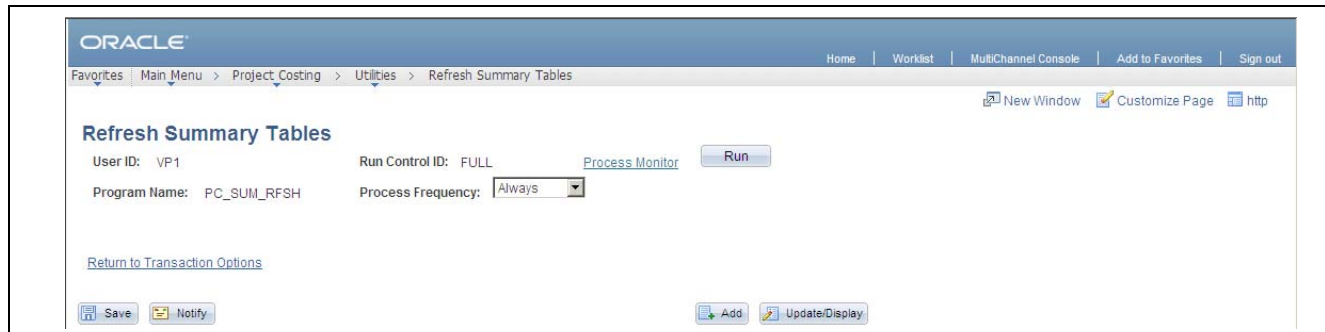 ORACLE
Home | Worklist | MultiChannel Console | Add to Favorites | Sign out
Favorites | Main Menu > Project Costing > Utilities > Refresh Summary Tables
New Window Customize Page http
Refresh Summary Tables
User ID: VP1 Run Control ID: FULL Process Monitor Run
Program Name: PC_SUM_RFSH Process Frequency: Always
Return to Transaction Options
Save Notify Add Update/Display